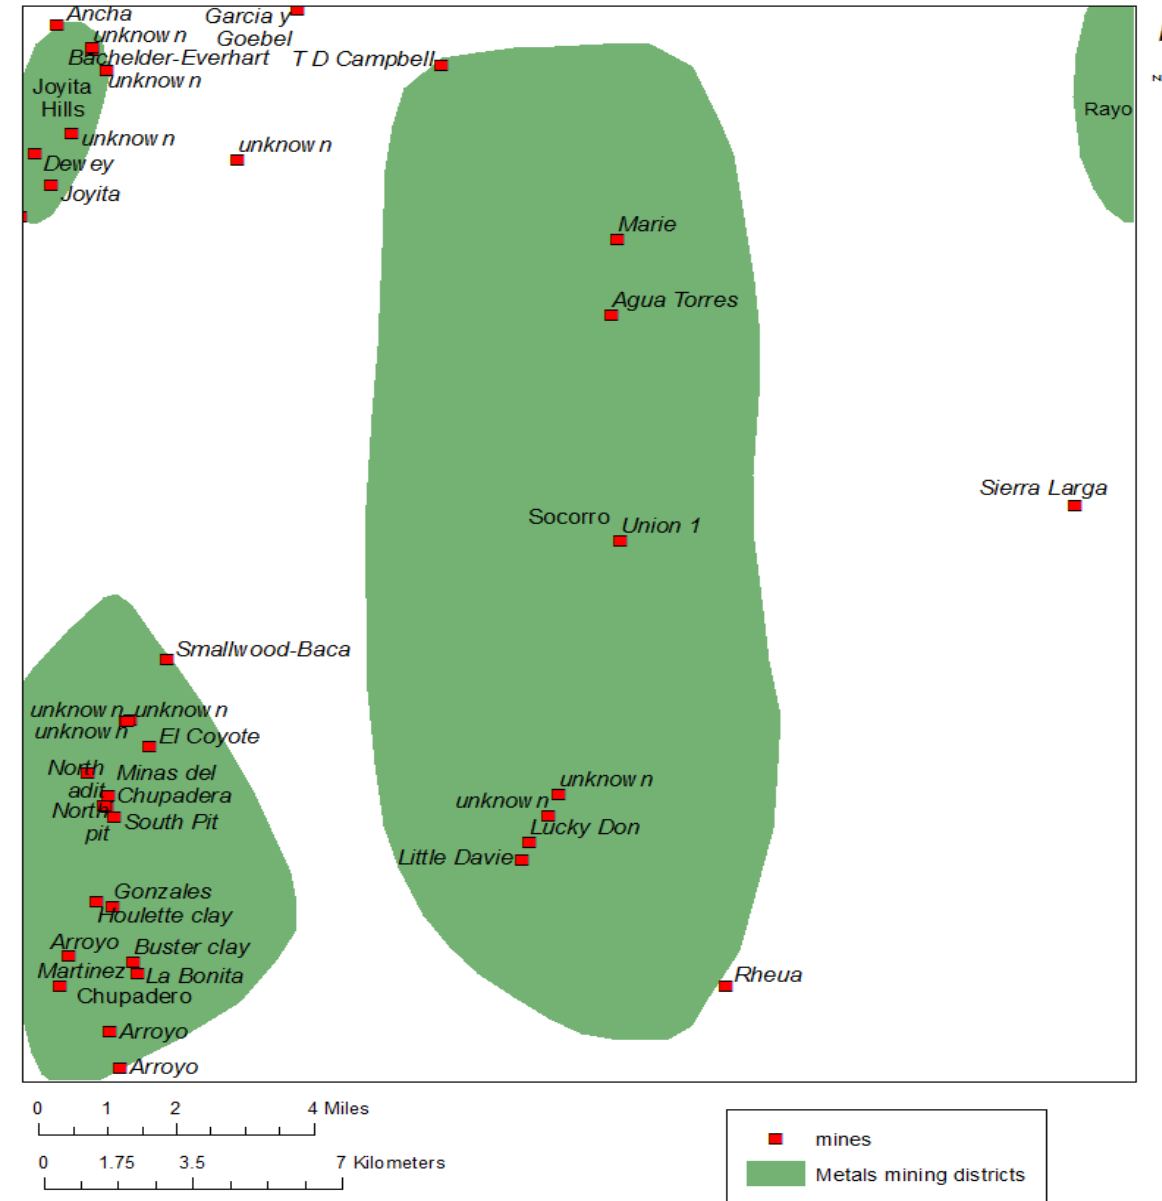 Ancha
Garcia y
Goebel
unknown
Bachelder-Everhart
T D Campbell
unknown
Joyita
Hills
Rayo
unknown
unknown
Dewey
Joyita
Marie
Agua Torres
Sierra Larga
Socorro
Union 1
Smallwood-Baca
unknown
unknown
unknown
El Coyote
North
adit
Minas del
Chupadera
North
pit
South Pit
unknown
unknown
Lucky Don
Little Davie
Gonzales
Houlette clay
Arroyo
Buster clay
Martinez
La Bonita
Chupadero
Rheua
Arroyo
Arroyo
0 1 2 4 Miles
0 1.75 3.5 7 Kilometers
mines
Metals mining districts